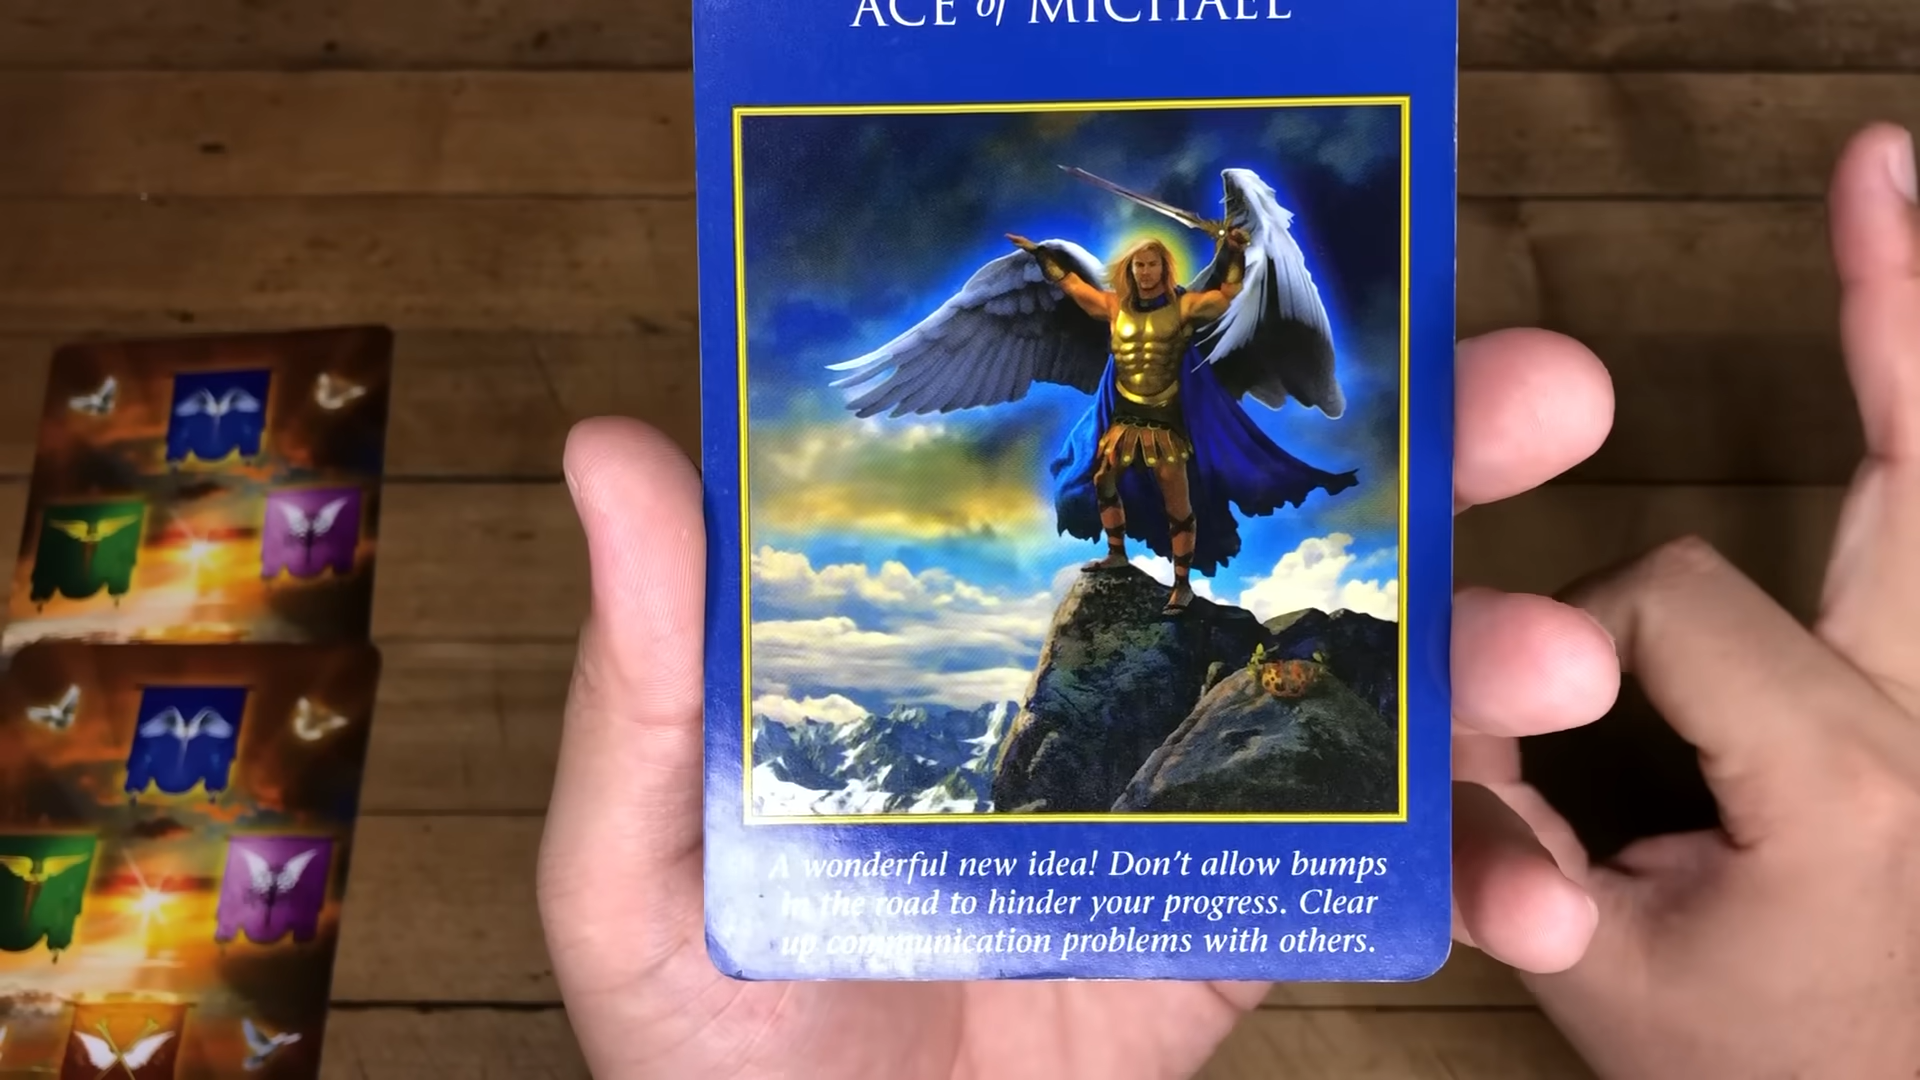 ACE of MICHAEL
A wonderful new idea! Don't allow bumps
in the road to hinder your progress. Clear
up communication problems with others.